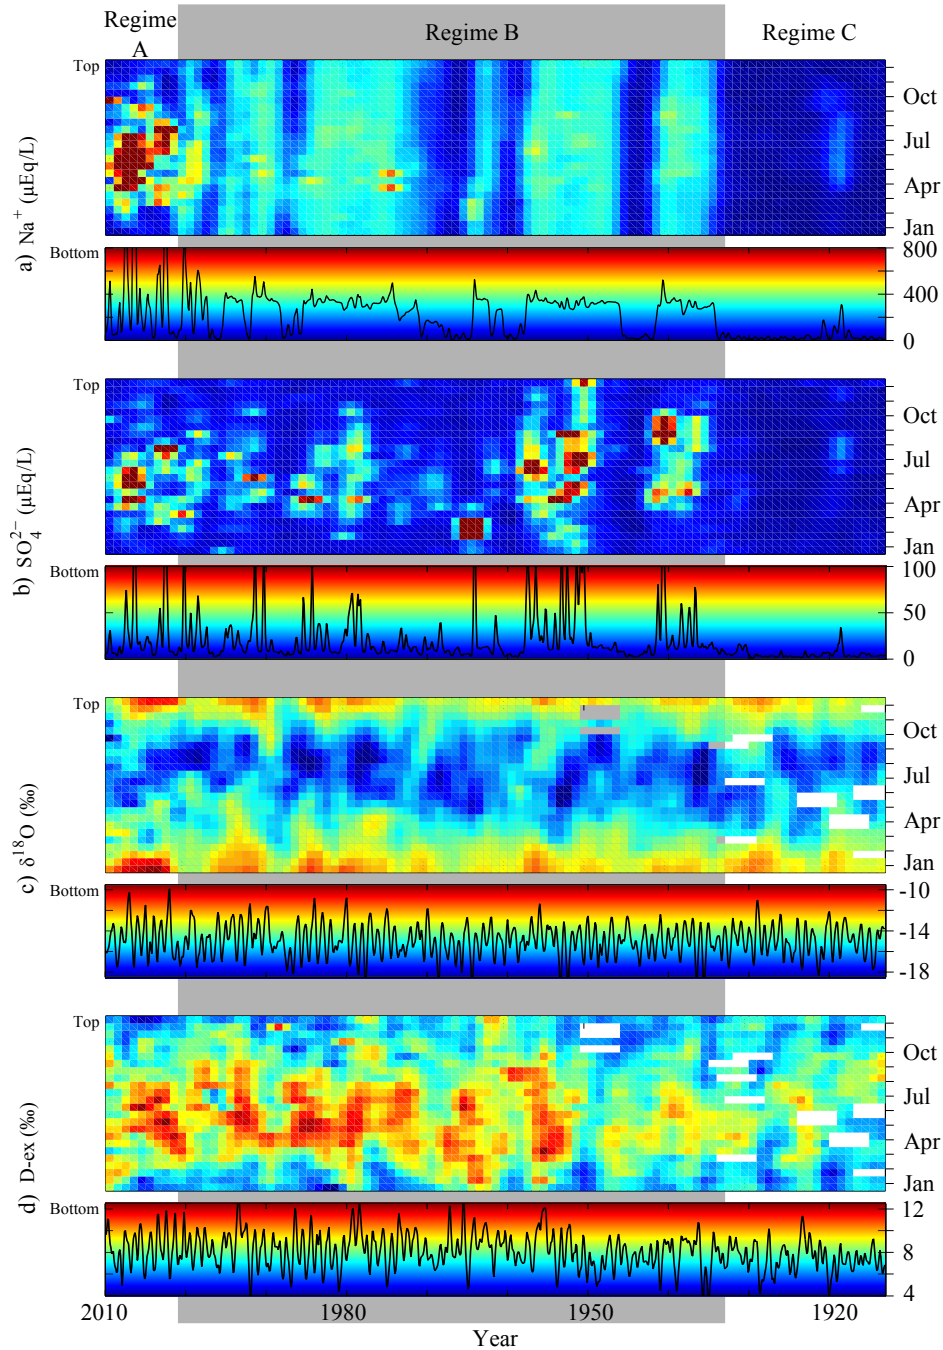 Regime A
Regime B
Regime C
Top
Oct
Jul
Apr
Jan
a) Na⁺ (µEq/L)
Bottom
800
400
0
Top
Oct
Jul
Apr
Jan
b) SO₄²⁻ (µEq/L)
Bottom
100
50
0
Top
Oct
Jul
Apr
Jan
c) δ¹⁸O (‰)
Bottom
-10
-14
-18
Top
Oct
Jul
Apr
Jan
d) D-ex (‰)
Bottom
12
8
4
2010 1980 1950 1920
Year